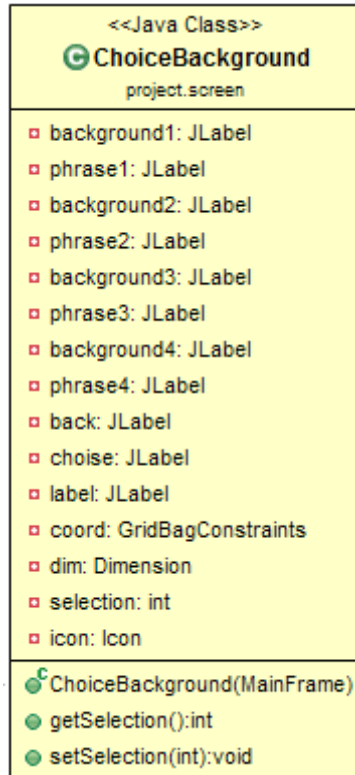 <<Java Class>>
ChoiceBackground
project.screen
background1: JLabel
phrase1: JLabel
background2: JLabel
phrase2: JLabel
background3: JLabel
phrase3: JLabel
background4: JLabel
phrase4: JLabel
back: JLabel
choise: JLabel
label: JLabel
coord: GridBagConstraints
dim: Dimension
selection: int
icon: Icon
ChoiceBackground(MainFrame)
getSelection():int
setSelection(int):void